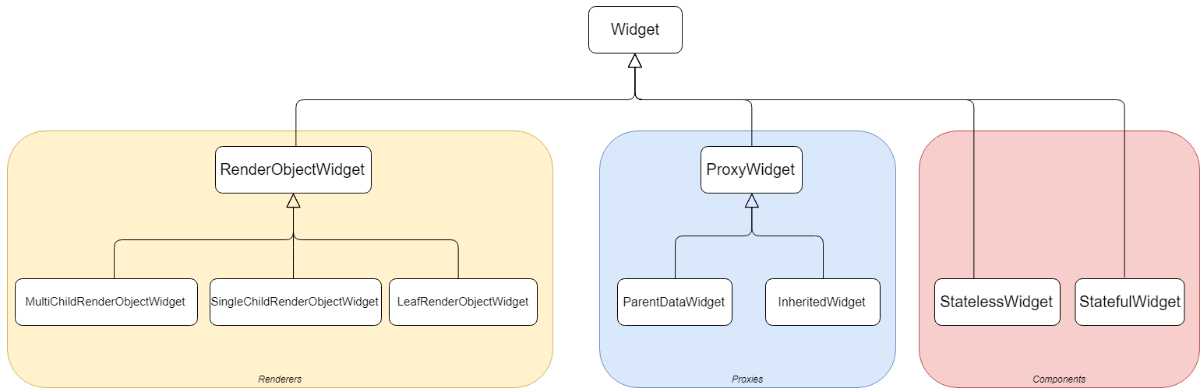 Widget
RenderObjectWidget
ProxyWidget
MultiChildRenderObjectWidget
SingleChildRenderObjectWidget
LeafRenderObjectWidget
ParentDataWidget
InheritedWidget
StatelessWidget
StatefulWidget
Renderers
Proxies
Components